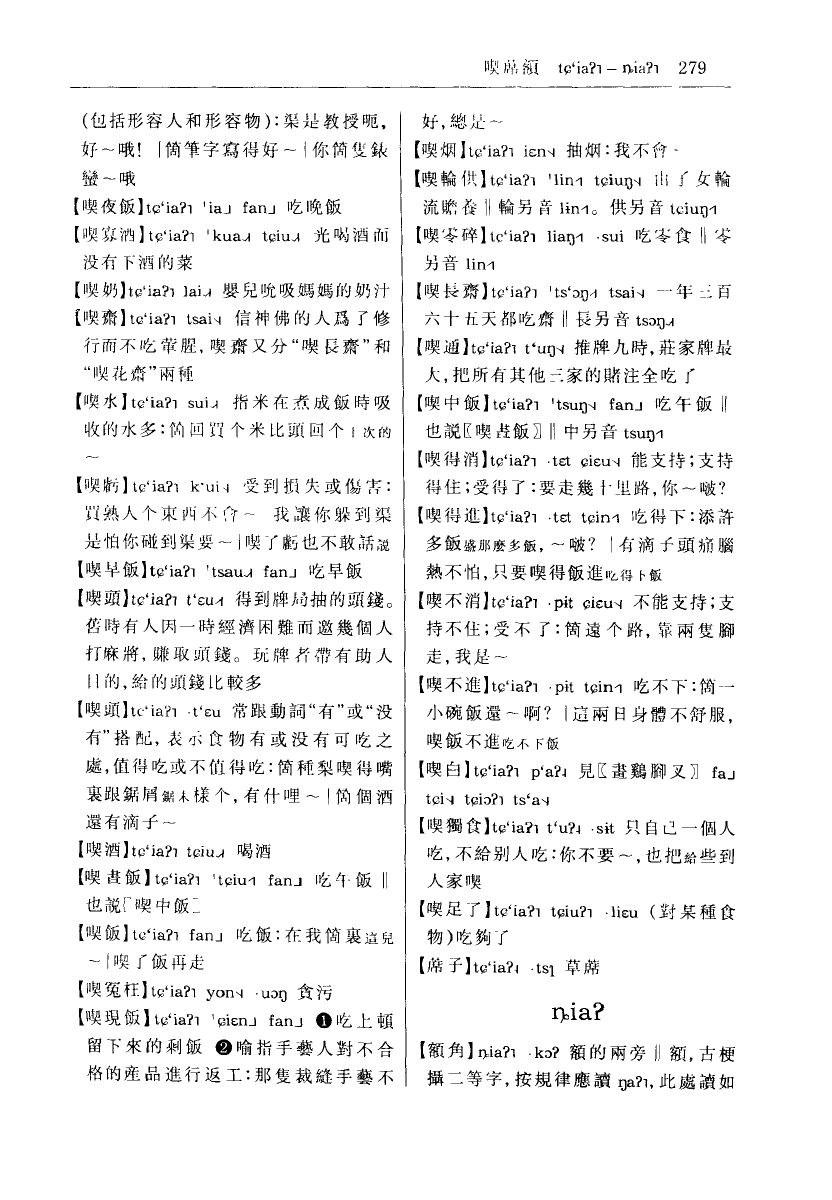 喫蓆額 tɕʻiaʔ˥ – ȵiaʔ˥ 279
(包括形容人和形容物):渠是教授呃,
好～哦!｜箇筆字寫得好～｜你箇隻錶
蠻～哦
【喫夜飯】tɕʻiaʔ˥ ˈia˩ fan˩ 吃晚飯
【喫寡酒】tɕʻiaʔ˥ ˈkua tɕiu 光喝酒而
没有下酒的菜
【喫奶】tɕʻiaʔ˥ lai 嬰兒吮吸媽媽的奶汁
【喫齋】tɕʻiaʔ˥ tsai 信神佛的人爲了修
行而不吃葷腥,喫齋又分“喫長齋”和
“喫花齋”兩種
【喫水】tɕʻiaʔ˥ sui 指米在煮成飯時吸
收的水多:箇回買个米比頭回个上次的
～
【喫虧】tɕʻiaʔ˥ kʻui 受到損失或傷害:
買熟人个東西不會～ 我讓你躲到渠
是怕你碰到渠要～｜喫了虧也不敢話説
【喫早飯】tɕʻiaʔ˥ ˈtsau fan˩ 吃早飯
【喫頭】tɕʻiaʔ˥ tʻɛu 得到牌局抽的頭錢。
舊時有人因一時經濟困難而邀幾個人
打麻將,賺取頭錢。玩牌者帶有助人
目的,給的頭錢比較多
【喫頭】tɕʻiaʔ˥ ·tʻɛu 常跟動詞“有”或“没
有”搭配,表示食物有或没有可吃之
處,值得吃或不值得吃:箇種梨喫得嘴
裏跟鋸屑鋸末樣个,有什哩～｜箇個酒
還有滴子～
【喫酒】tɕʻiaʔ˥ tɕiu 喝酒
【喫晝飯】tɕʻiaʔ˥ ˈtɕiu fan˩ 吃午飯‖
也説〖喫中飯〗
【喫飯】tɕʻiaʔ˥ fan˩ 吃飯:在我箇裏這兒
～｜喫了飯再走
【喫冤枉】tɕʻiaʔ˥ yon ·uɔŋ 貪污
【喫現飯】tɕʻiaʔ˥ ˈɕiɛn˩ fan˩ ❶吃上頓
留下來的剩飯 ❷喻指手藝人對不合
格的産品進行返工:那隻裁縫手藝不
好,總是～
【喫烟】tɕʻiaʔ˥ iɛn 抽烟:我不會～
【喫輪供】tɕʻiaʔ˥ ˈlin tɕiuŋ 由子女輪
流贍養‖輪另音 lɨn。供另音 tɕiuŋ
【喫零碎】tɕʻiaʔ˥ liaŋ ·sui 吃零食‖零
另音 lin
【喫長齋】tɕʻiaʔ˥ ˈtsʻɔŋ tsai 一年三百
六十五天都吃齋‖長另音 tsɔŋ
【喫通】tɕʻiaʔ˥ tʻuŋ 推牌九時,莊家牌最
大,把所有其他三家的賭注全吃了
【喫中飯】tɕʻiaʔ˥ ˈtsuŋ fan˩ 吃午飯‖
也説〖喫晝飯〗‖中另音 tsuŋ
【喫得消】tɕʻiaʔ˥ ·tɛt ɕiɛu 能支持;支持
得住;受得了:要走幾十里路,你～啵?
【喫得進】tɕʻiaʔ˥ ·tɛt tɕin 吃得下:添許
多飯盛那麼多飯,～啵?｜有滴子頭痛腦
熱不怕,只要喫得飯進吃得下飯
【喫不消】tɕʻiaʔ˥ ·pɨt ɕiɛu 不能支持;支
持不住;受不了:箇遠个路,靠兩隻腳
走,我是～
【喫不進】tɕʻiaʔ˥ ·pɨt tɕin 吃不下:箇一
小碗飯還～啊?｜這兩日身體不舒服,
喫飯不進吃不下飯
【喫白】tɕʻiaʔ˥ pʻaʔ 見〖畫鷄腳叉〗 fa˩
tɕi tɕiɔʔ˥ tsʻa
【喫獨食】tɕʻiaʔ˥ tʻuʔ ·sɨt 只自己一個人
吃,不給别人吃:你不要～,也把給些到
人家喫
【喫足了】tɕʻiaʔ˥ tɕiuʔ˥ ·liɛu (對某種食
物)吃夠了
【蓆子】tɕʻiaʔ ·tsɿ 草蓆
ȵiaʔ
【額角】ȵiaʔ˥ ·kɔʔ 額的兩旁‖額,古梗
攝二等字,按規律應讀 ŋaʔ˥,此處讀如